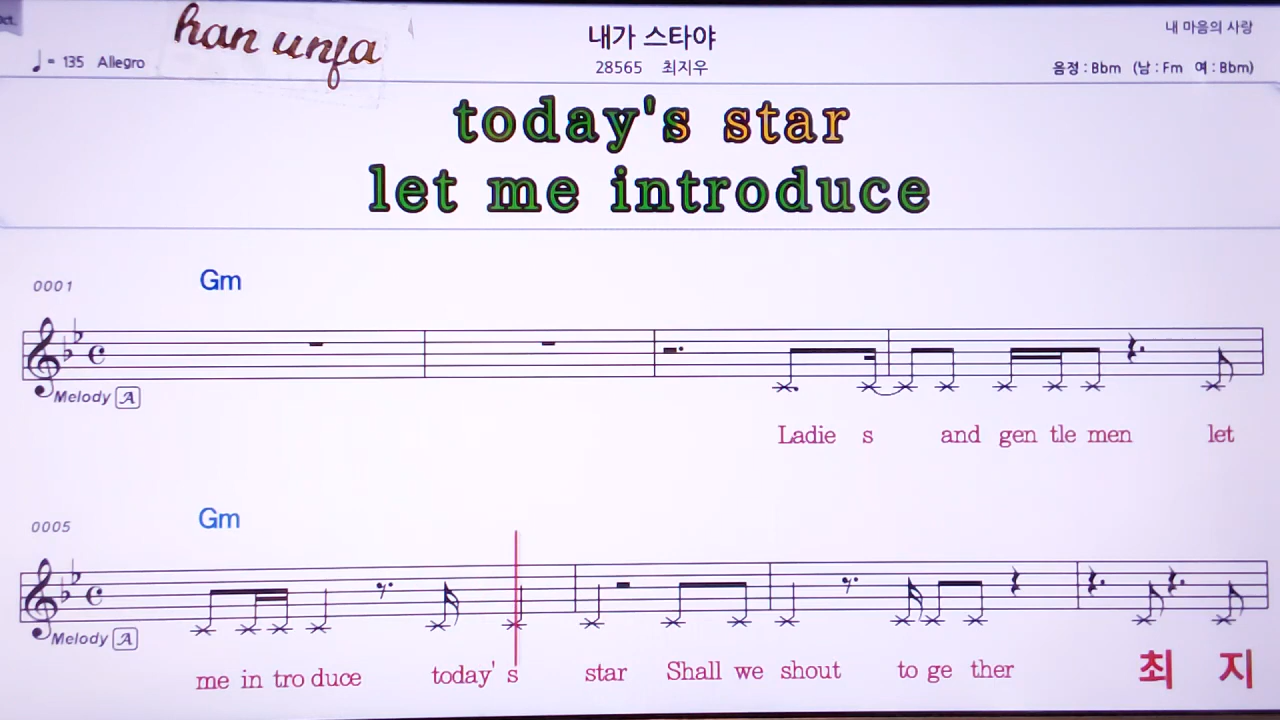 han unfa
내가 스타야
내 마음의 사랑
♩= 135 Allegro
28565 최지우
음정 : Bbm (남 : Fm 여 : Bbm)
today's star
let me introduce
0001
Gm
Melody A
Ladie s and gen tle men let
0005
Gm
Melody A
me in tro duce today' s star Shall we shout to ge ther 최 지